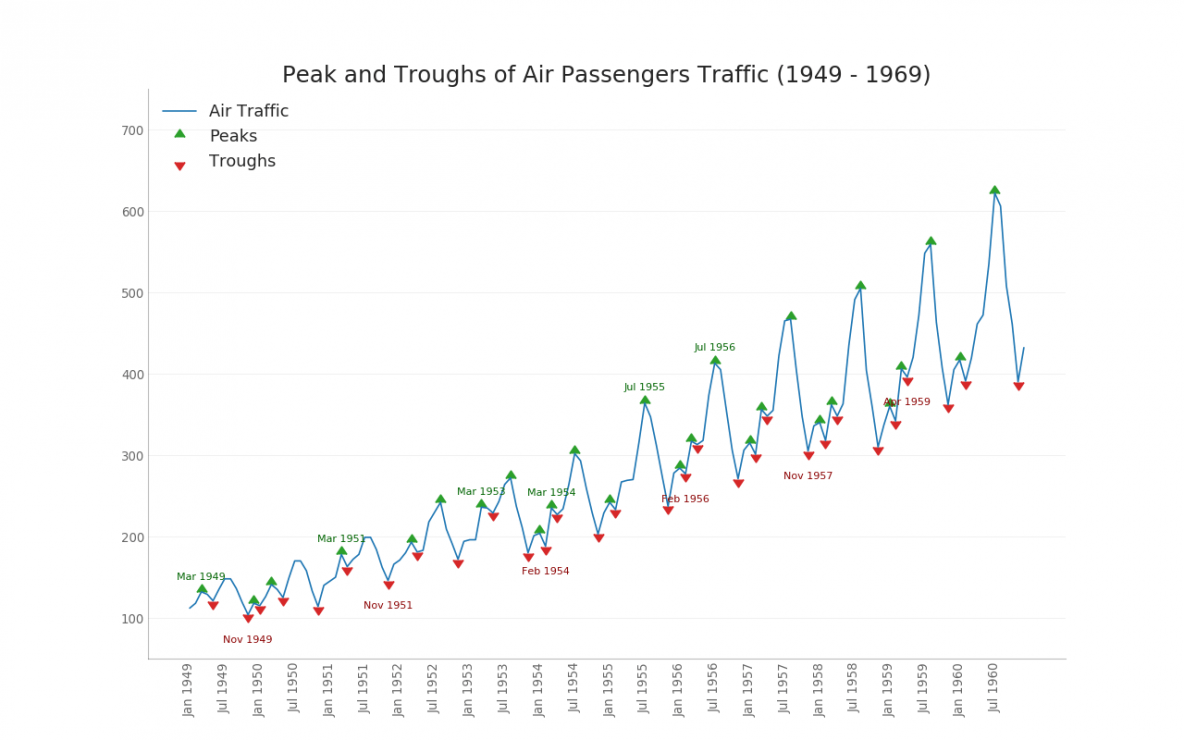 Peak and Troughs of Air Passengers Traffic (1949 - 1969)
Air Traffic
Peaks
Troughs
700
600
500
400
300
200
100
Jul 1956
Jul 1955
Apr 1959
Mar 1953
Mar 1954
Nov 1957
Feb 1956
Mar 1951
Mar 1949
Feb 1954
Nov 1951
Nov 1949
Jan 1949
Jul 1949
Jan 1950
Jul 1950
Jan 1951
Jul 1951
Jan 1952
Jul 1952
Jan 1953
Jul 1953
Jan 1954
Jul 1954
Jan 1955
Jul 1955
Jan 1956
Jul 1956
Jan 1957
Jul 1957
Jan 1958
Jul 1958
Jan 1959
Jul 1959
Jan 1960
Jul 1960